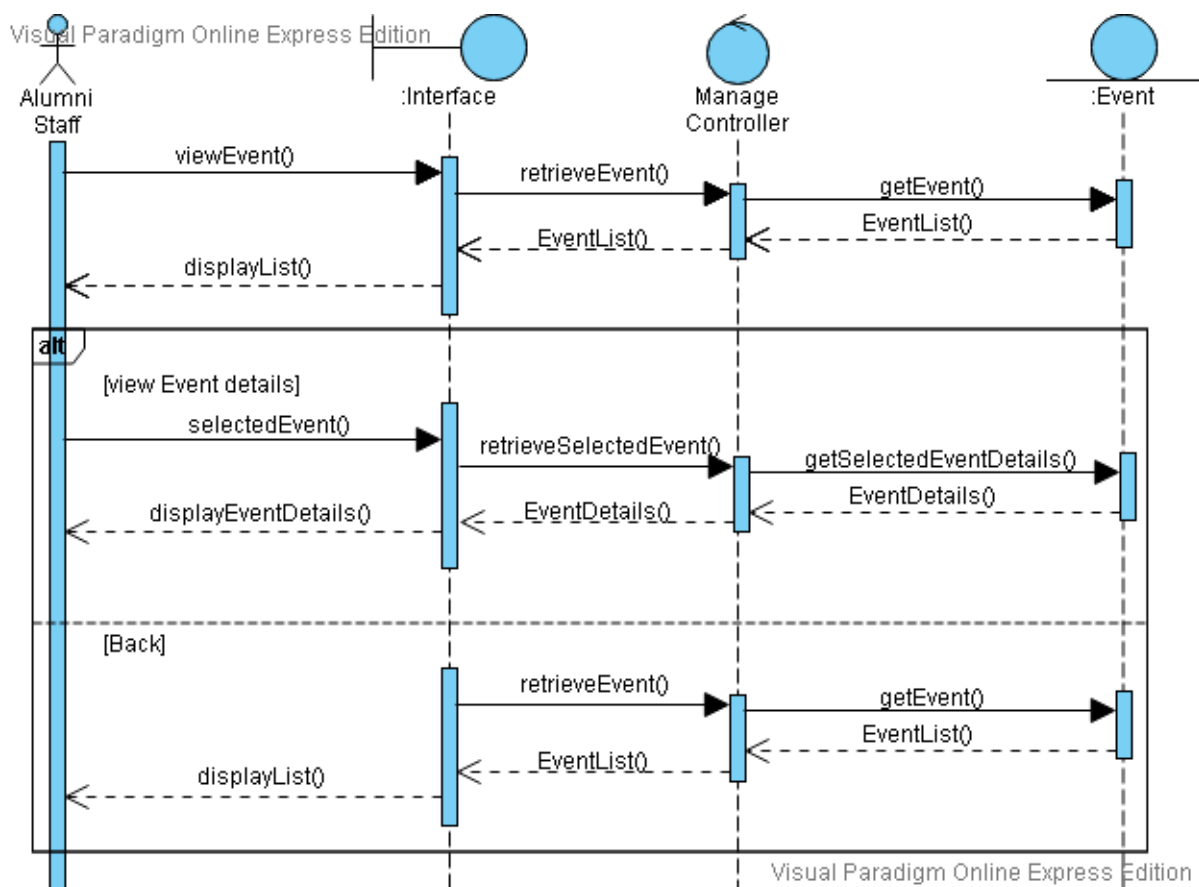 Visual Paradigm Online Express Edition
Alumni
Staff
:Interface
Manage
Controller
:Event
viewEvent()
retrieveEvent()
getEvent()
EventList()
EventList()
displayList()
alt
[view Event details]
selectedEvent()
retrieveSelectedEvent()
getSelectedEventDetails()
EventDetails()
EventDetails()
displayEventDetails()
[Back]
retrieveEvent()
getEvent()
EventList()
EventList()
displayList()
Visual Paradigm Online Express Edition